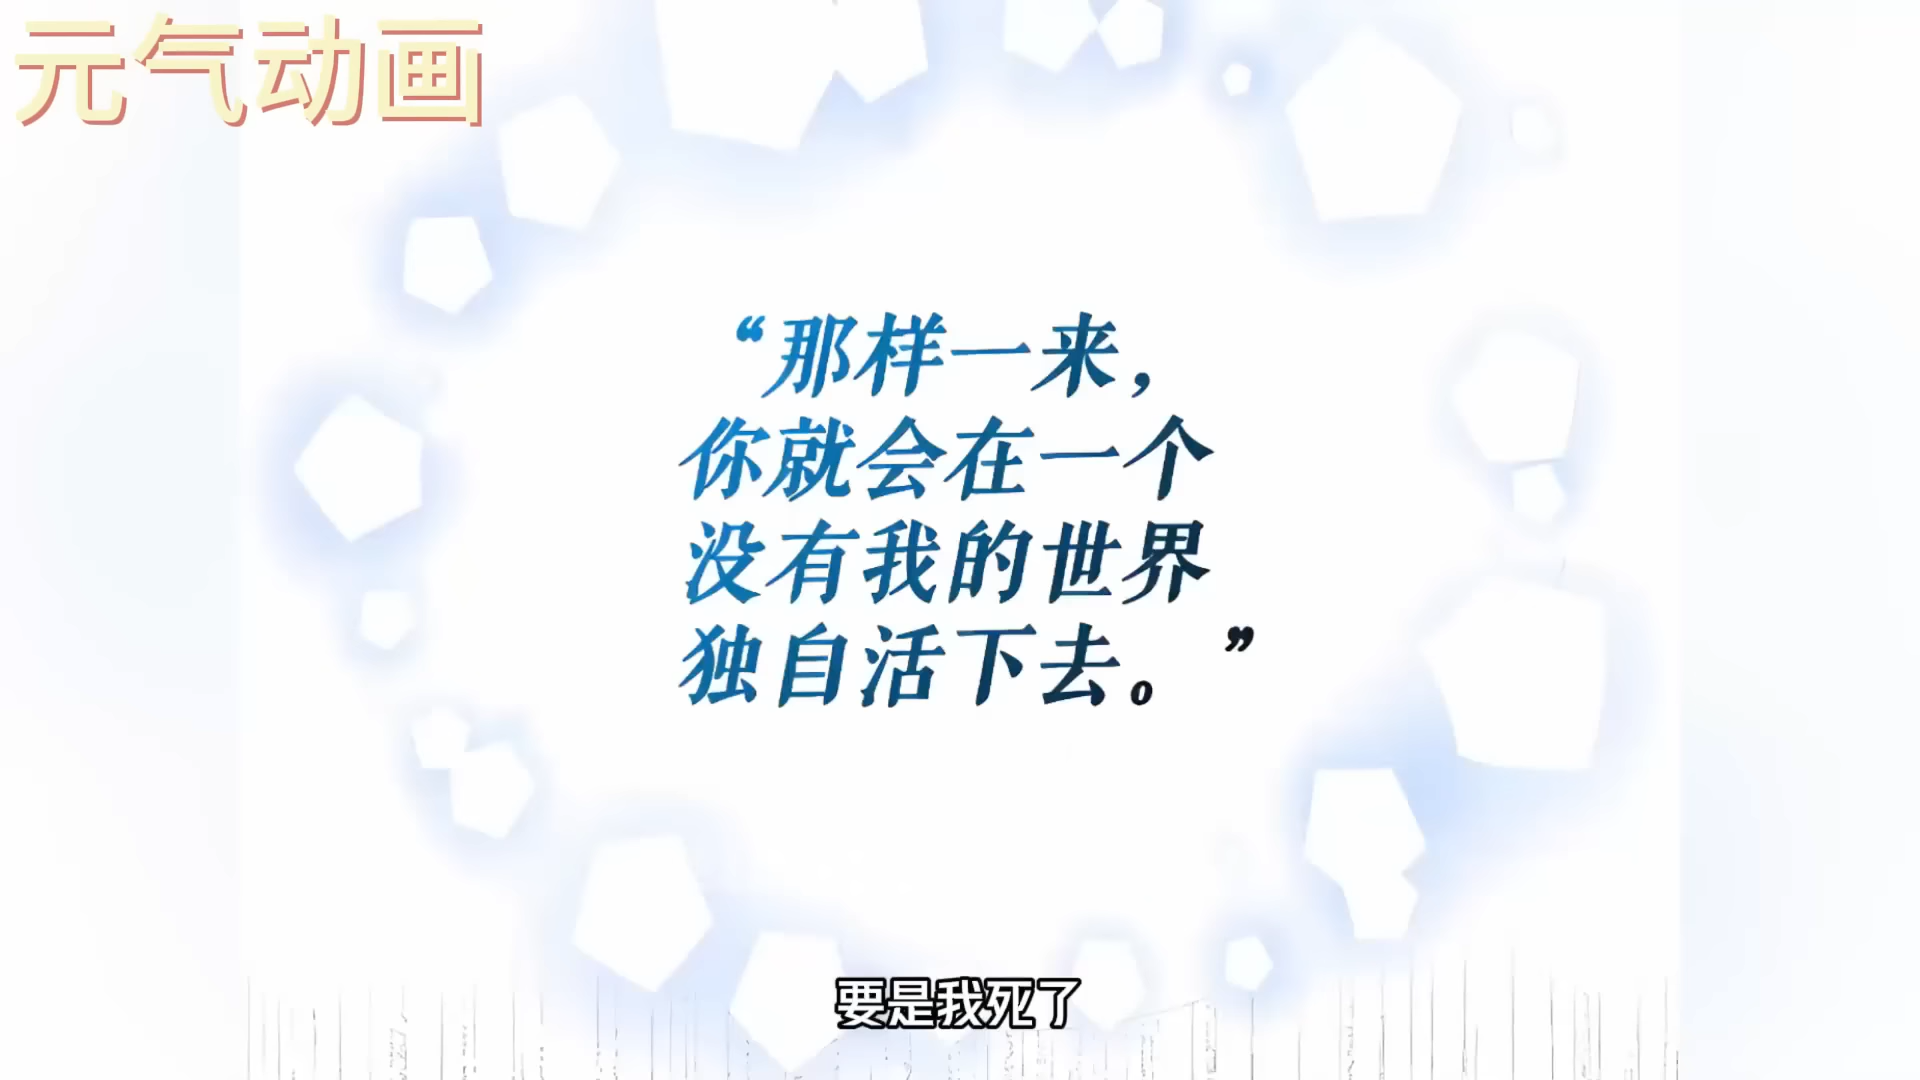 元气动画
“那样一来，
你就会在一个
没有我的世界
独自活下去。”
要是我死了